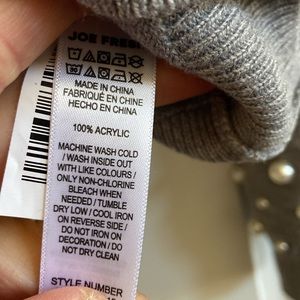 JOE FRESH
MADE IN CHINA
FABRIQUÉ EN CHINE
HECHO EN CHINA
100% ACRYLIC
MACHINE WASH COLD
/ WASH INSIDE OUT
WITH LIKE COLOURS /
ONLY NON-CHLORINE
BLEACH WHEN
NEEDED / TUMBLE
DRY LOW / COOL IRON
ON REVERSE SIDE /
DO NOT IRON ON
DECORATION / DO
NOT DRY CLEAN
STYLE NUMBER